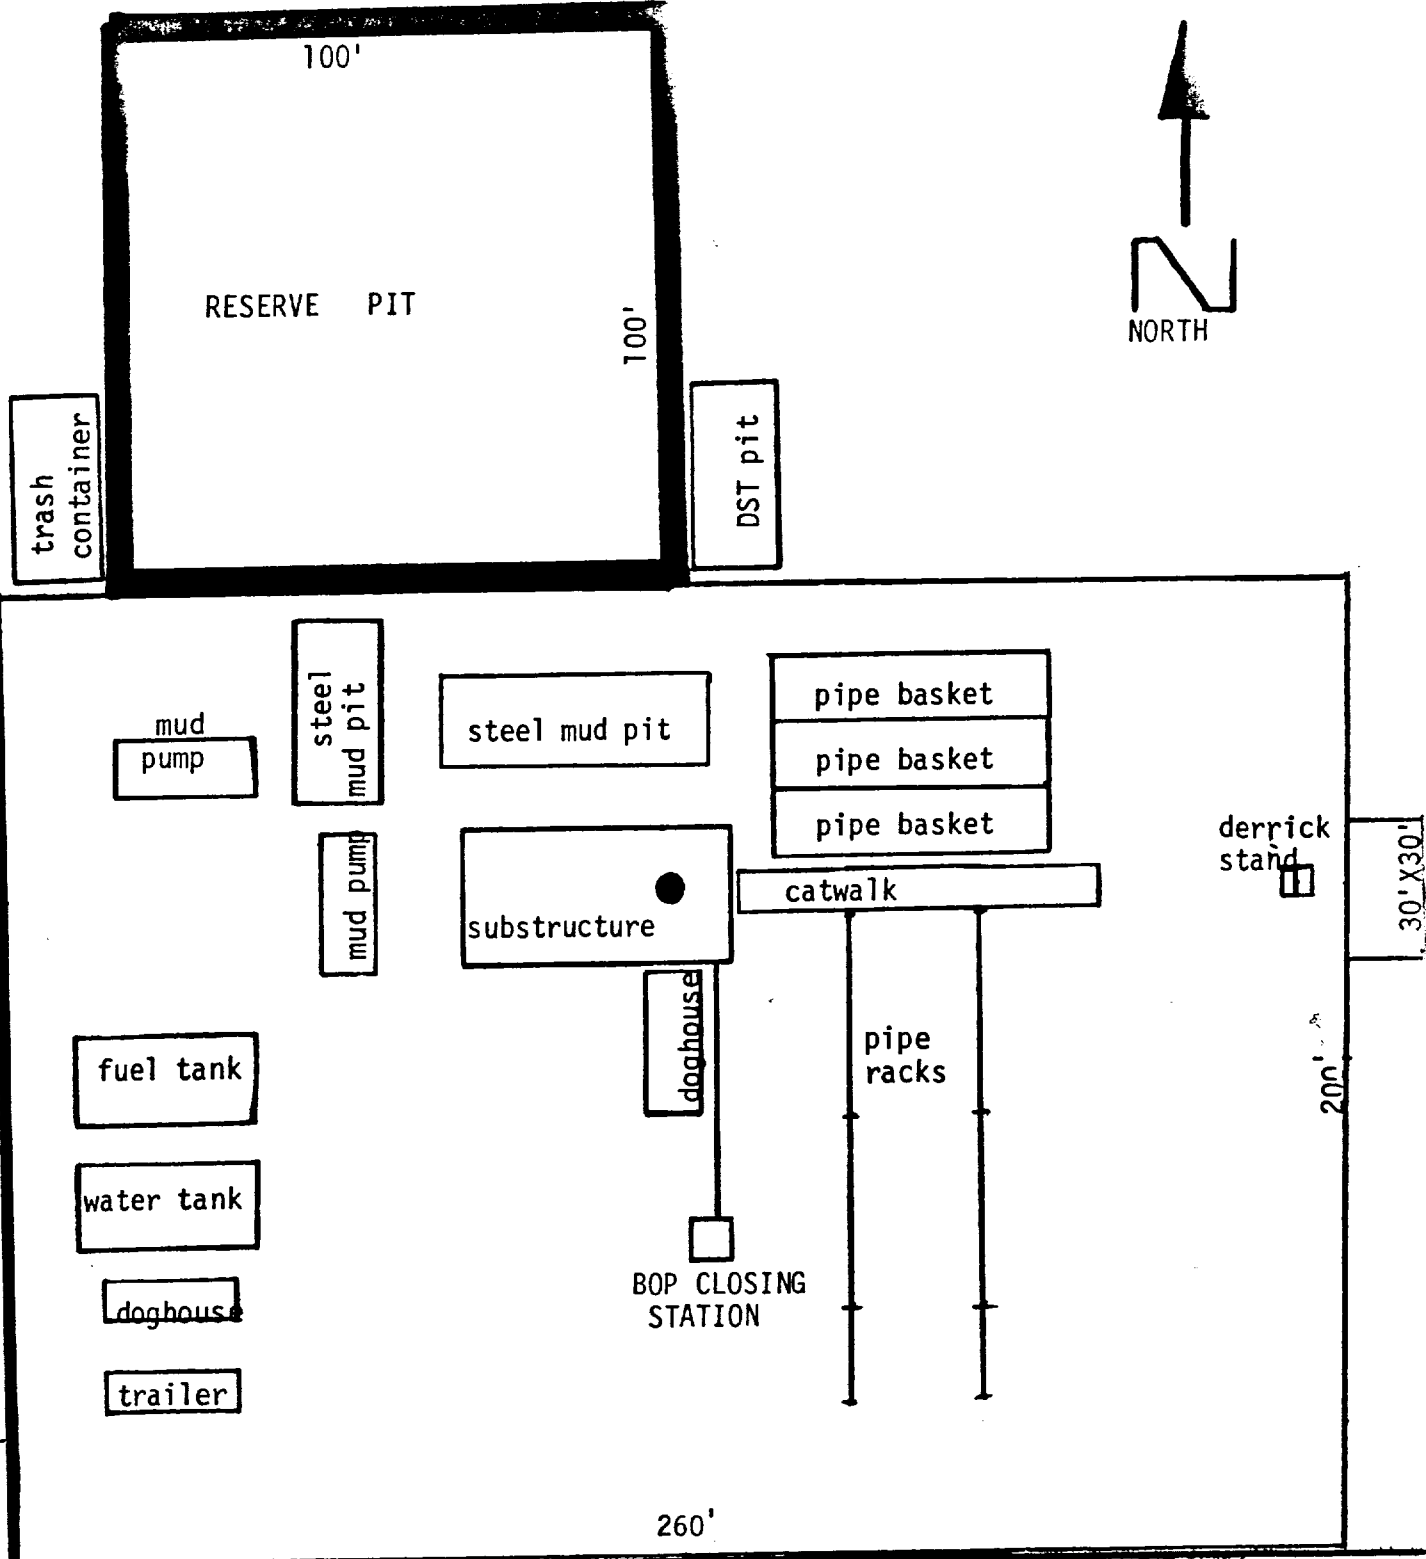 100'
RESERVE PIT
100'
N
NORTH
trash
container
DST pit
steel
mud pit
mud
pump
steel mud pit
pipe basket
pipe basket
pipe basket
mud pump
substructure
catwalk
derrick
stand
30'X30'
doghouse
pipe
racks
200'
fuel tank
water tank
doghouse
trailer
BOP CLOSING
STATION
260'